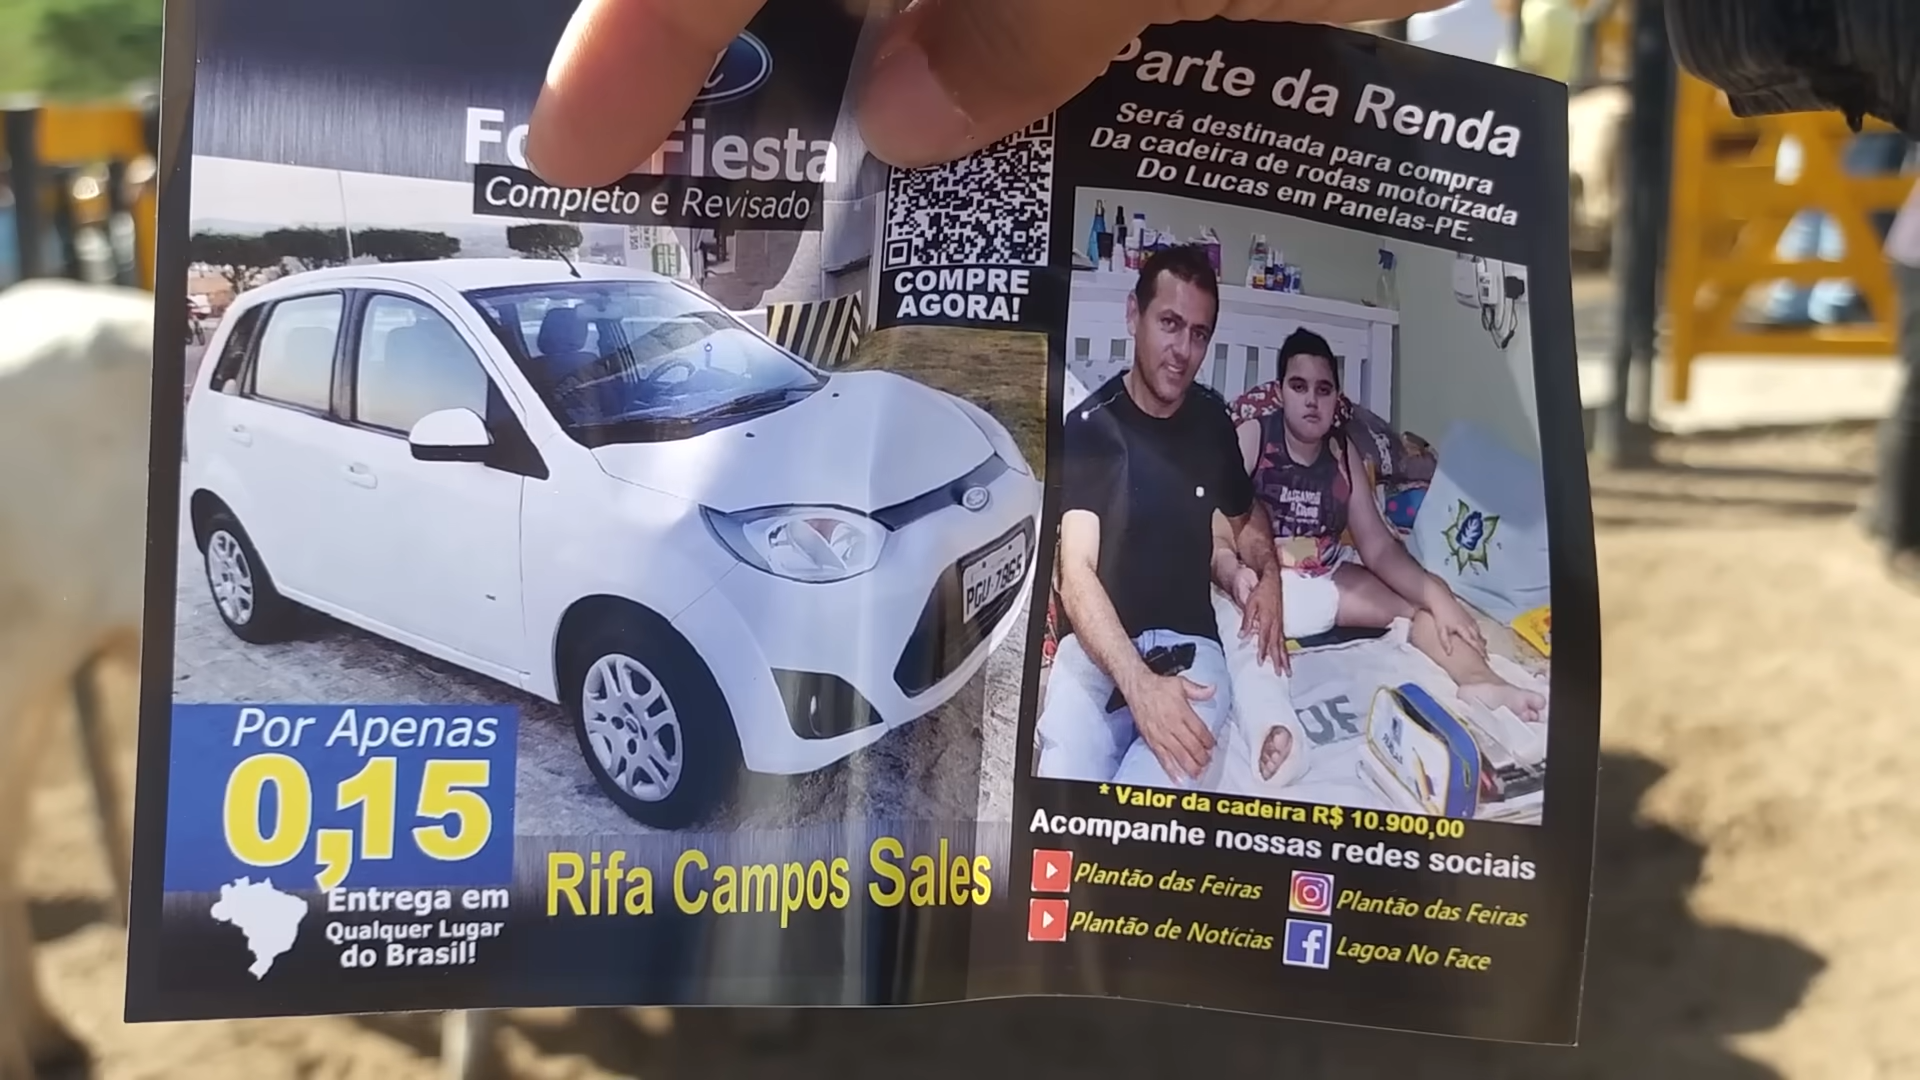 Fiesta
Completo e Revisado
COMPRE
AGORA!
PGU-7865
Por Apenas
0,15
Entrega em
Qualquer Lugar
do Brasil!
Rifa Campos Sales
Parte da Renda
Será destinada para compra
Da cadeira de rodas motorizada
Do Lucas em Panelas-PE.
* Valor da cadeira R$ 10.900,00
Acompanhe nossas redes sociais
Plantão das Feiras
Plantão das Feiras
Plantão de Notícias
Lagoa No Face